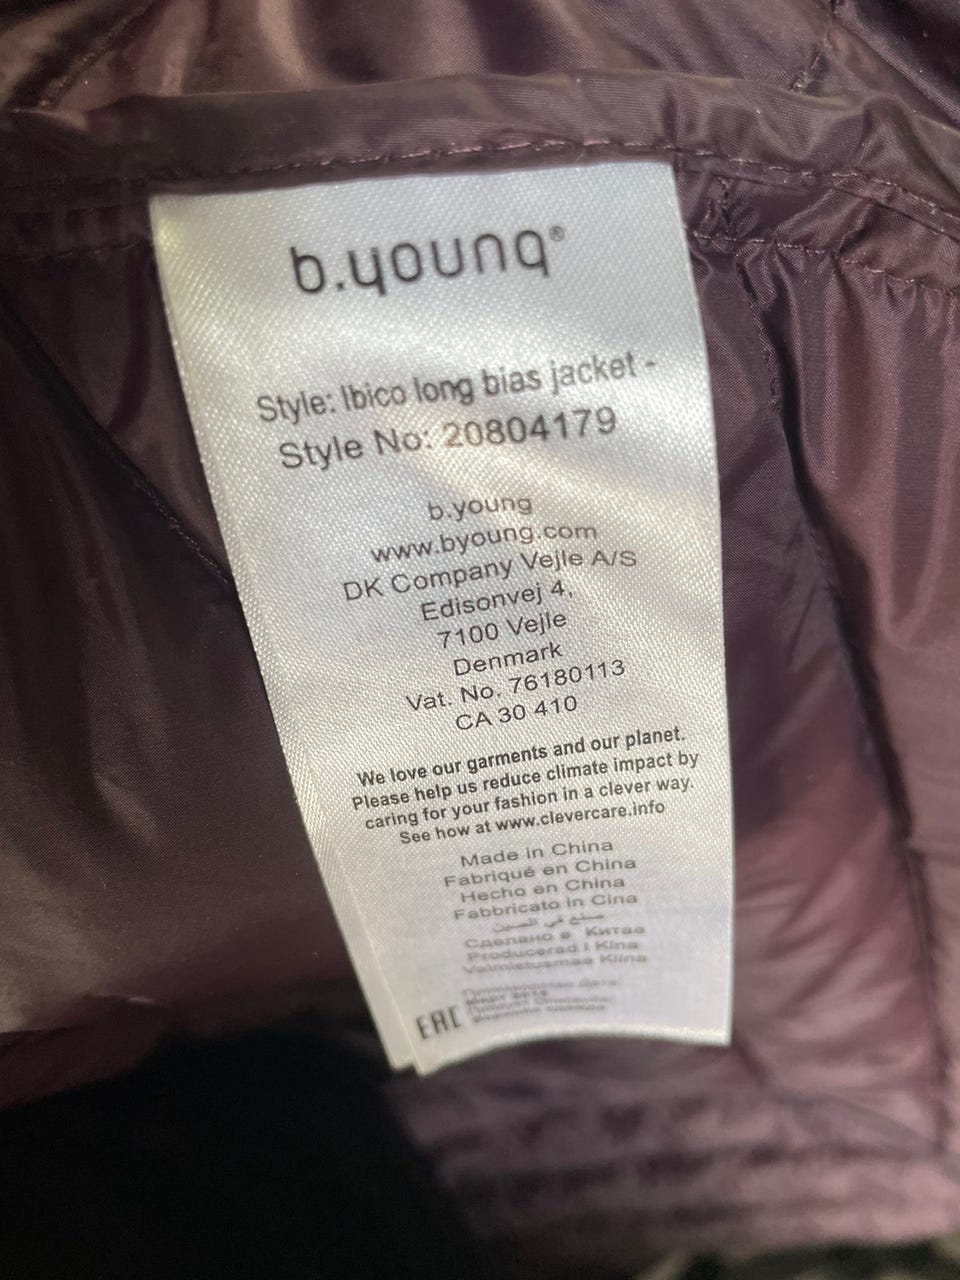 b.young®
Style: Ibico long bias jacket -
Style No: 20804179
b.young
www.byoung.com
DK Company Vejle A/S
Edisonvej 4,
7100 Vejle
Denmark
Vat. No. 76180113
CA 30 410
We love our garments and our planet.
Please help us reduce climate impact by
caring for your fashion in a clever way.
See how at www.clevercare.info
Made in China
Fabriqué en China
Hecho en China
Fabbricato in Cina
صنع في الصين
Сделано в Китае
Producerad i Kina
Valmistusmaa Kiina
EAC